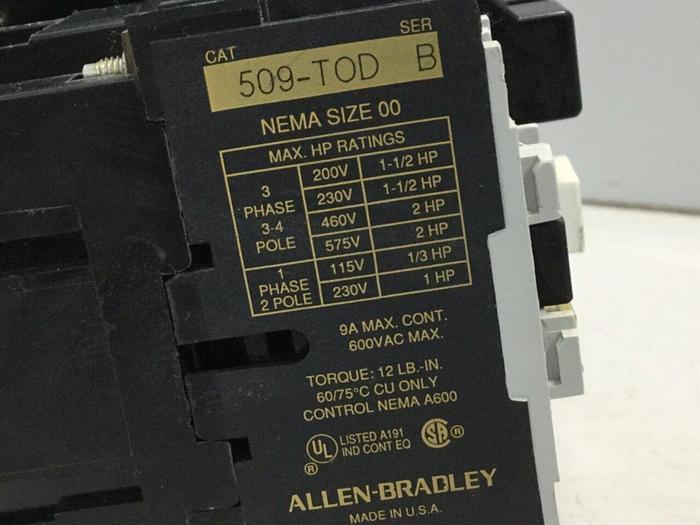 CAT SER
509-TOD B
NEMA SIZE 00
MAX. HP RATINGS
3 PHASE 3-4 POLE
200V 1-1/2 HP
230V 1-1/2 HP
460V 2 HP
575V 2 HP
1 PHASE 2 POLE
115V 1/3 HP
230V 1 HP
9A MAX. CONT.
600VAC MAX.
TORQUE: 12 LB.-IN.
60/75°C CU ONLY
CONTROL NEMA A600
UL ® LISTED A191 SA ®
IND CONT EQ
ALLEN-BRADLEY
MADE IN U.S.A.